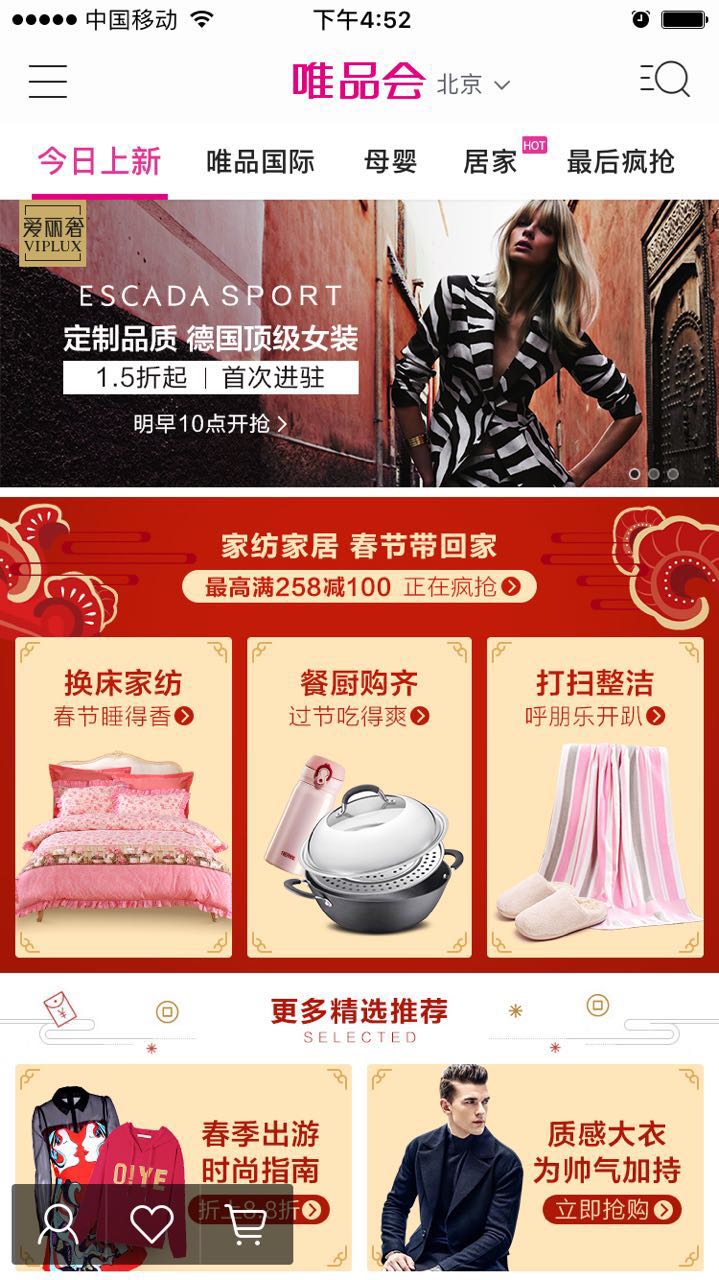 中国移动
下午4:52
唯品会 北京
今日上新 唯品国际 母婴 居家 HOT 最后疯抢
爱丽奢
VIPLUX
ESCADA SPORT
定制品质 德国顶级女装
1.5折起 | 首次进驻
明早10点开抢
家纺家居 春节带回家
最高满258减100 正在疯抢
换床家纺
春节睡得香
餐厨购齐
过节吃得爽
THERMOS
打扫整洁
呼朋乐开趴
更多精选推荐
SELECTED
春季出游
时尚指南
折上8.8折
O!YE
质感大衣
为帅气加持
立即抢购